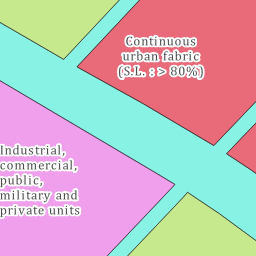 Continuous
urban fabric
(S.L. : > 80%)
Industrial,
commercial,
public,
military and
private units